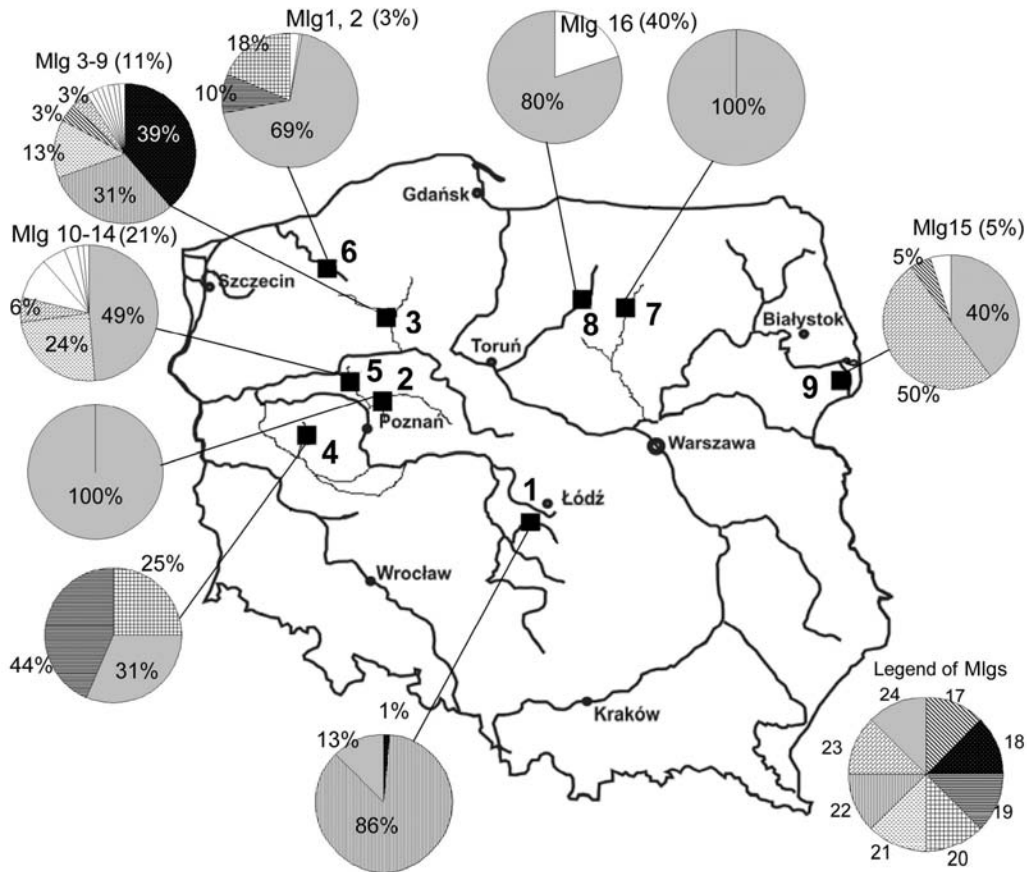 Mlg1, 2 (3%)
18%
10%
69%
Mlg 16 (40%)
80%
100%
Mlg 3-9 (11%)
3%
3%
13%
39%
31%
Mlg 10-14 (21%)
6%
24%
49%
Mlg15 (5%)
5%
40%
50%
100%
25%
44%
31%
1%
13%
86%
Gdańsk
Szczecin
6
3
Toruń
8
7
Białystok
9
5
2
Poznań
4
Warszawa
1
Łódź
Wrocław
Kraków
Legend of Mlgs
24
17
23
18
22
19
21
20